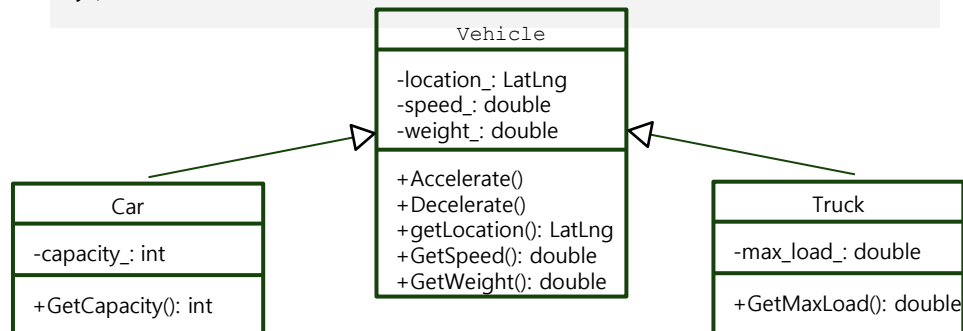 Vehicle
-location_: LatLng
-speed_: double
-weight_: double
+Accelerate()
+Decelerate()
+getLocation(): LatLng
+GetSpeed(): double
+GetWeight(): double
Car
-capacity_: int
+GetCapacity(): int
Truck
-max_load_: double
+GetMaxLoad(): double